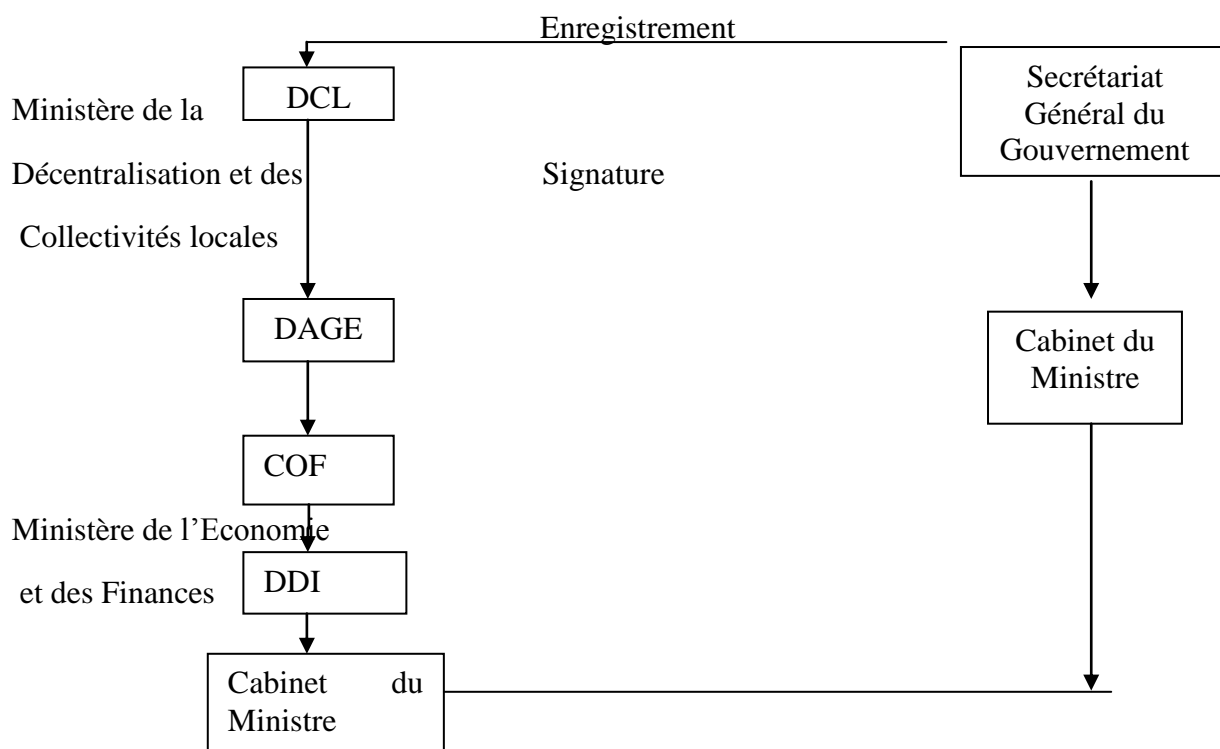 Enregistrement
DCL
Secrétariat
Général du
Gouvernement
Ministère de la
Décentralisation et des
Collectivités locales
Signature
DAGE
Cabinet du
Ministre
COF
Ministère de l’Economie
et des Finances
DDI
Cabinet du
Ministre